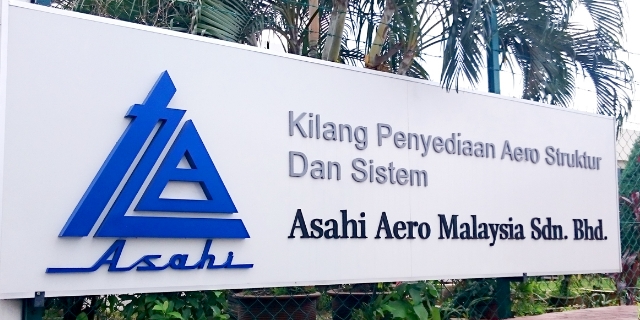 Kilang Penyediaan Aero Struktur
Dan Sistem
Asahi Aero Malaysia Sdn. Bhd.
Asahi